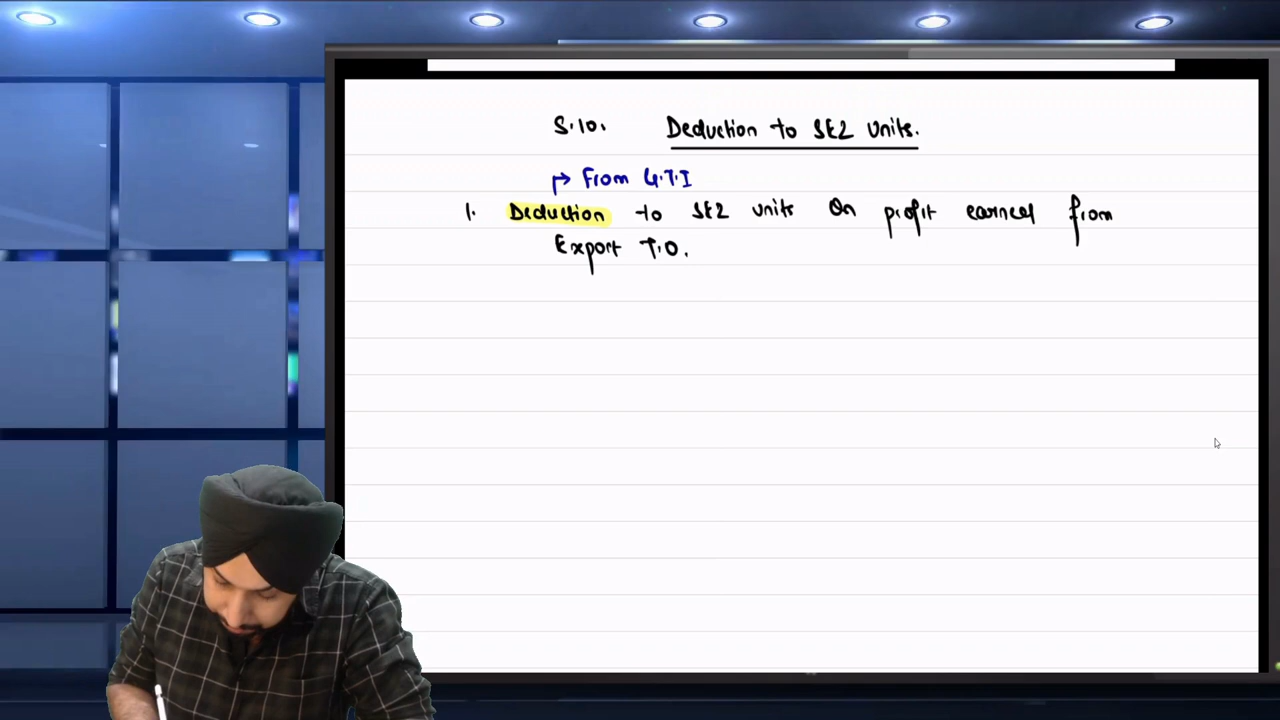 S.10. Deduction to SEZ Units.
↱ From G.T.I
1. Deduction to SEZ units On profit earned from
Export T.O.